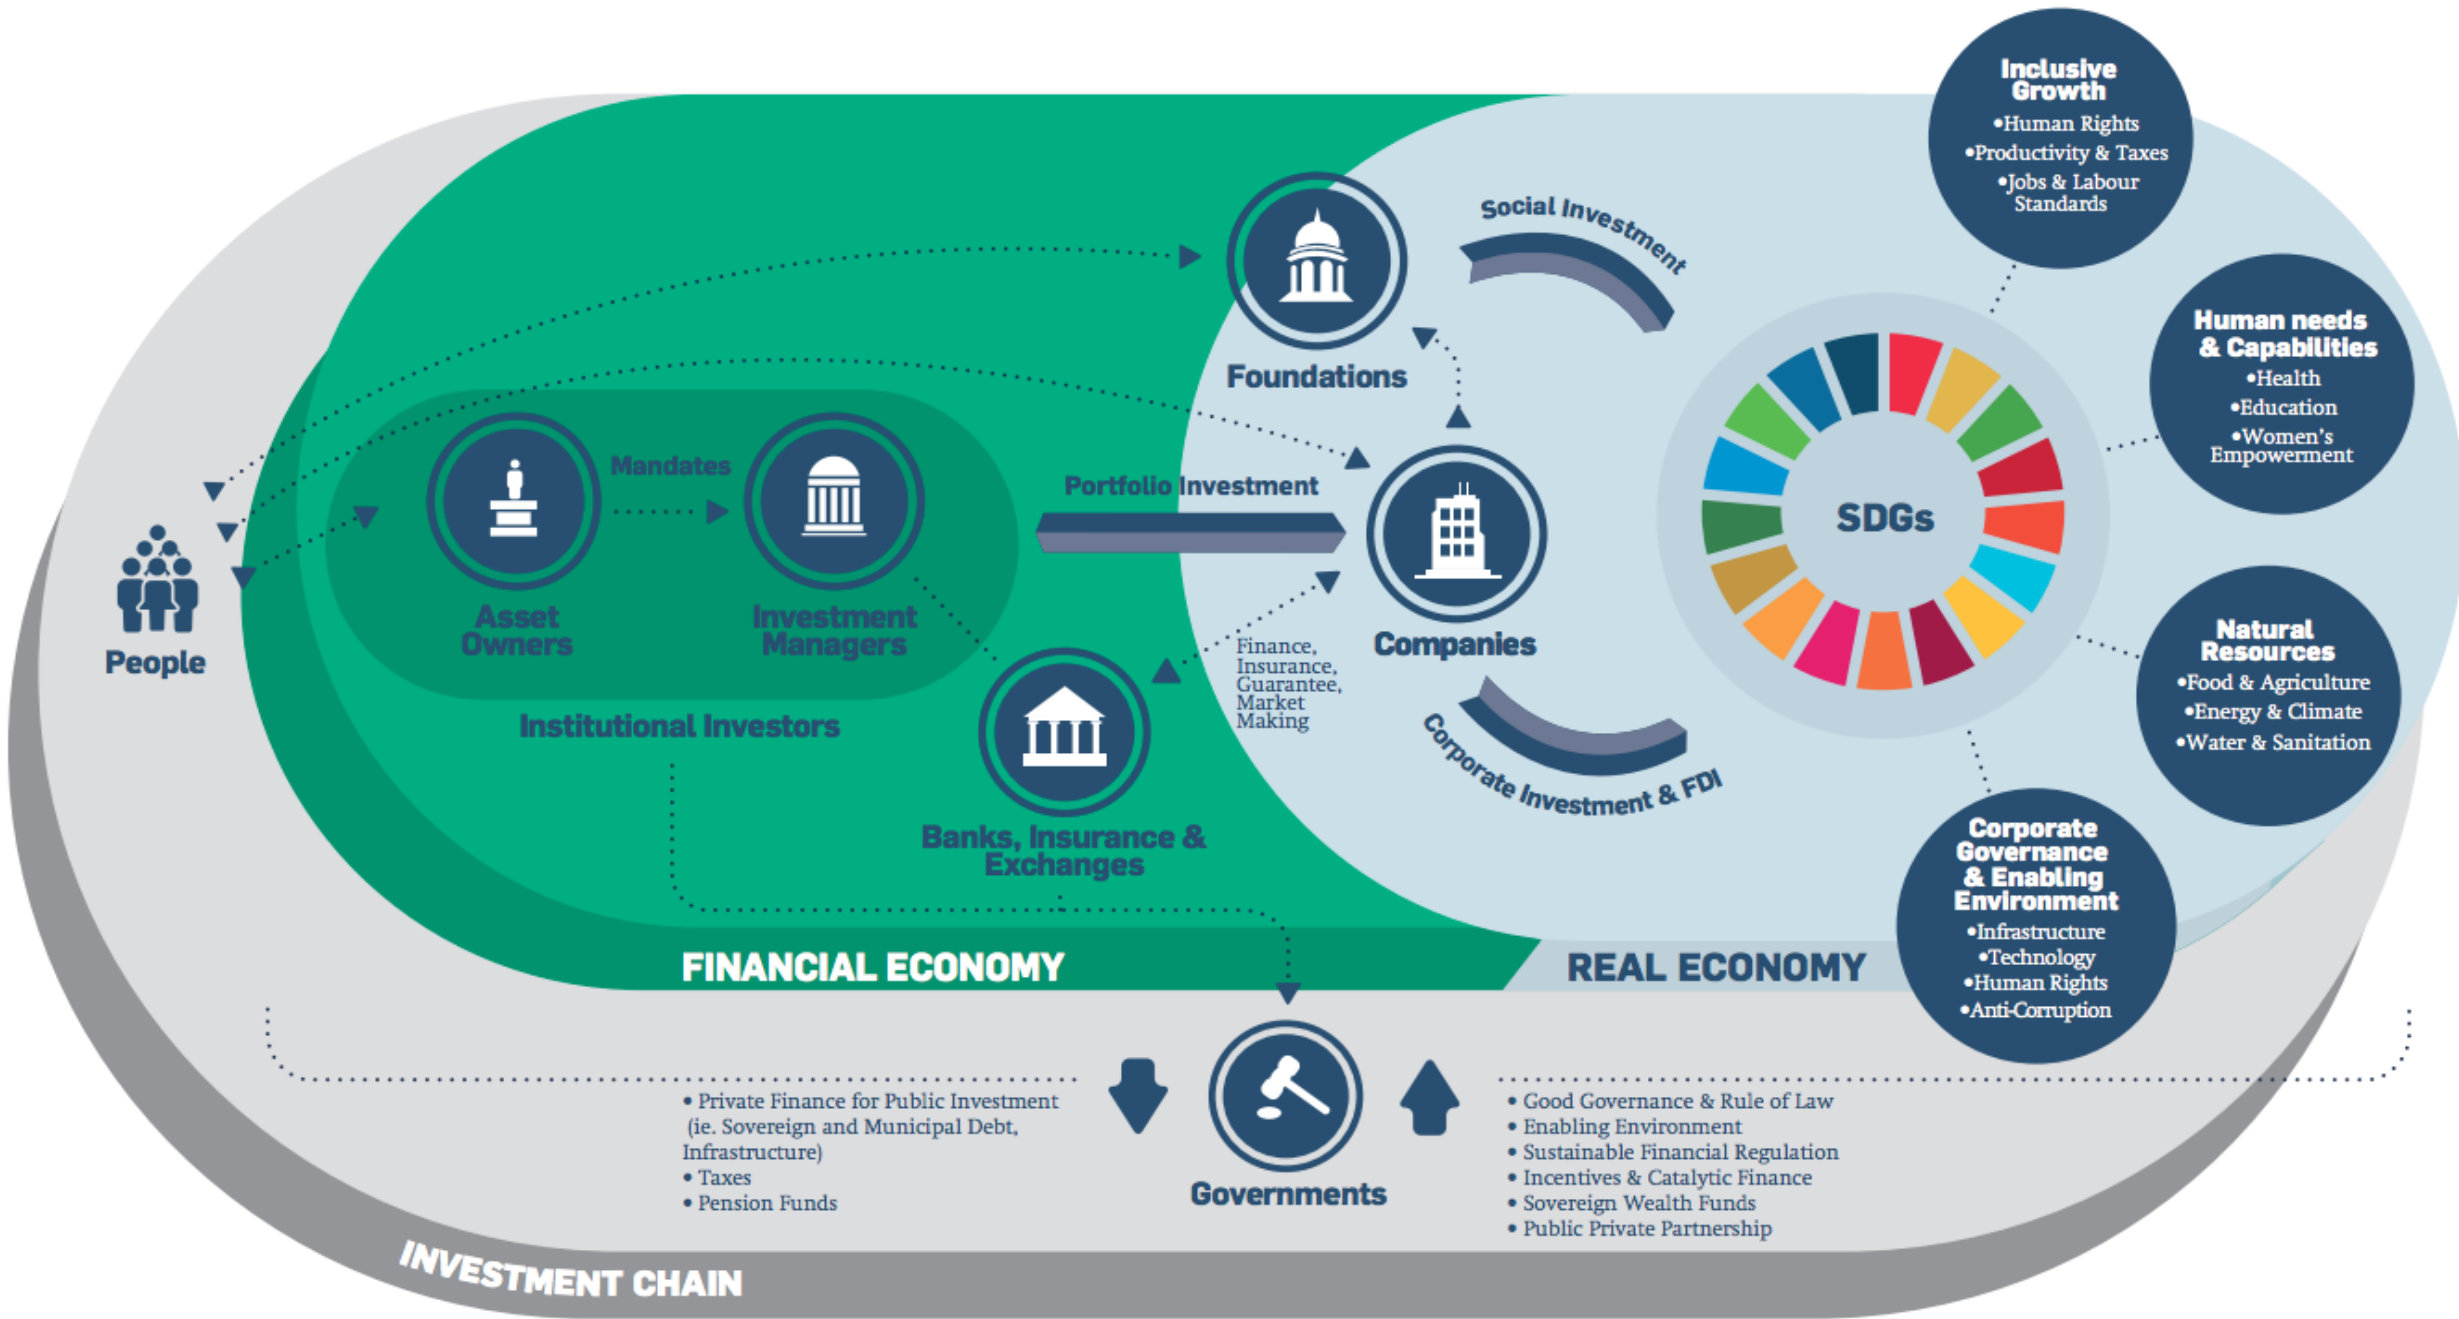 Inclusive
Growth
•Human Rights
•Productivity & Taxes
•Jobs & Labour
Standards
Social Investment
Human needs
& Capabilities
•Health
•Education
•Women's
Empowerment
Foundations
Mandates
Portfolio Investment
SDGs
Asset
Owners
Investment
Managers
Companies
Finance,
Insurance,
Guarantee,
Market
Making
People
Natural
Resources
•Food & Agriculture
•Energy & Climate
•Water & Sanitation
Institutional Investors
Corporate Investment & FDI
Banks, Insurance &
Exchanges
Corporate
Governance
& Enabling
Environment
•Infrastructure
•Technology
•Human Rights
•Anti-Corruption
FINANCIAL ECONOMY
REAL ECONOMY
• Private Finance for Public Investment
(ie. Sovereign and Municipal Debt,
Infrastructure)
• Taxes
• Pension Funds
Governments
• Good Governance & Rule of Law
• Enabling Environment
• Sustainable Financial Regulation
• Incentives & Catalytic Finance
• Sovereign Wealth Funds
• Public Private Partnership
INVESTMENT CHAIN